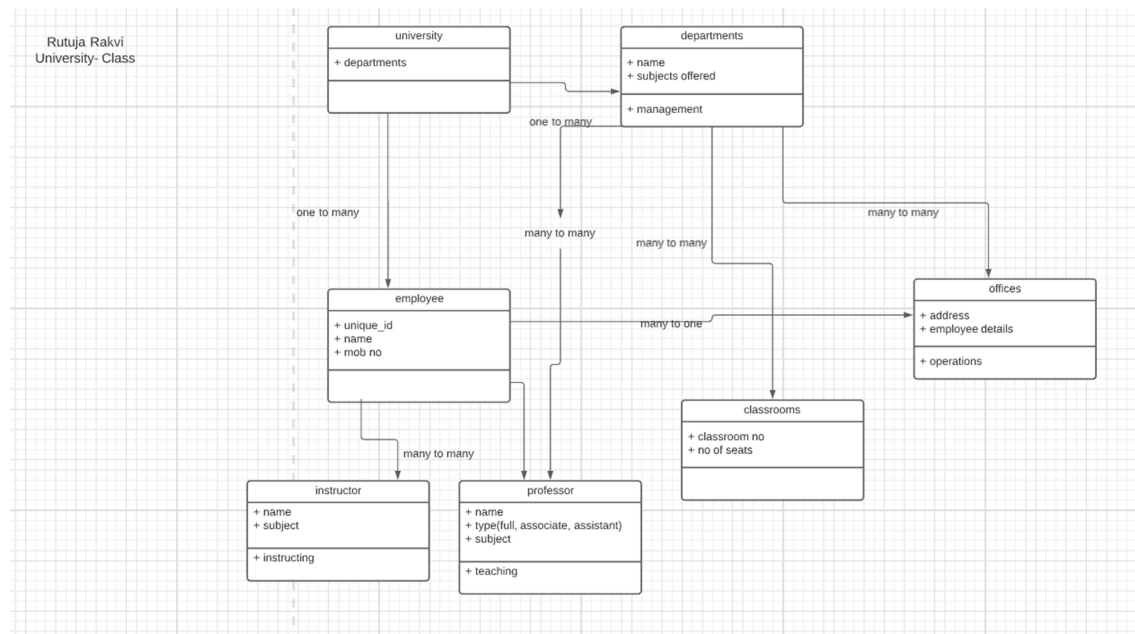 Rutuja Rakvi
University- Class
university
+ departments
departments
+ name
+ subjects offered
+ management
one to many
one to many
many to many
many to many
many to many
employee
+ unique_id
+ name
+ mob no
many to one
offices
+ address
+ employee details
+ operations
classrooms
+ classroom no
+ no of seats
many to many
instructor
+ name
+ subject
+ instructing
professor
+ name
+ type(full, associate, assistant)
+ subject
+ teaching